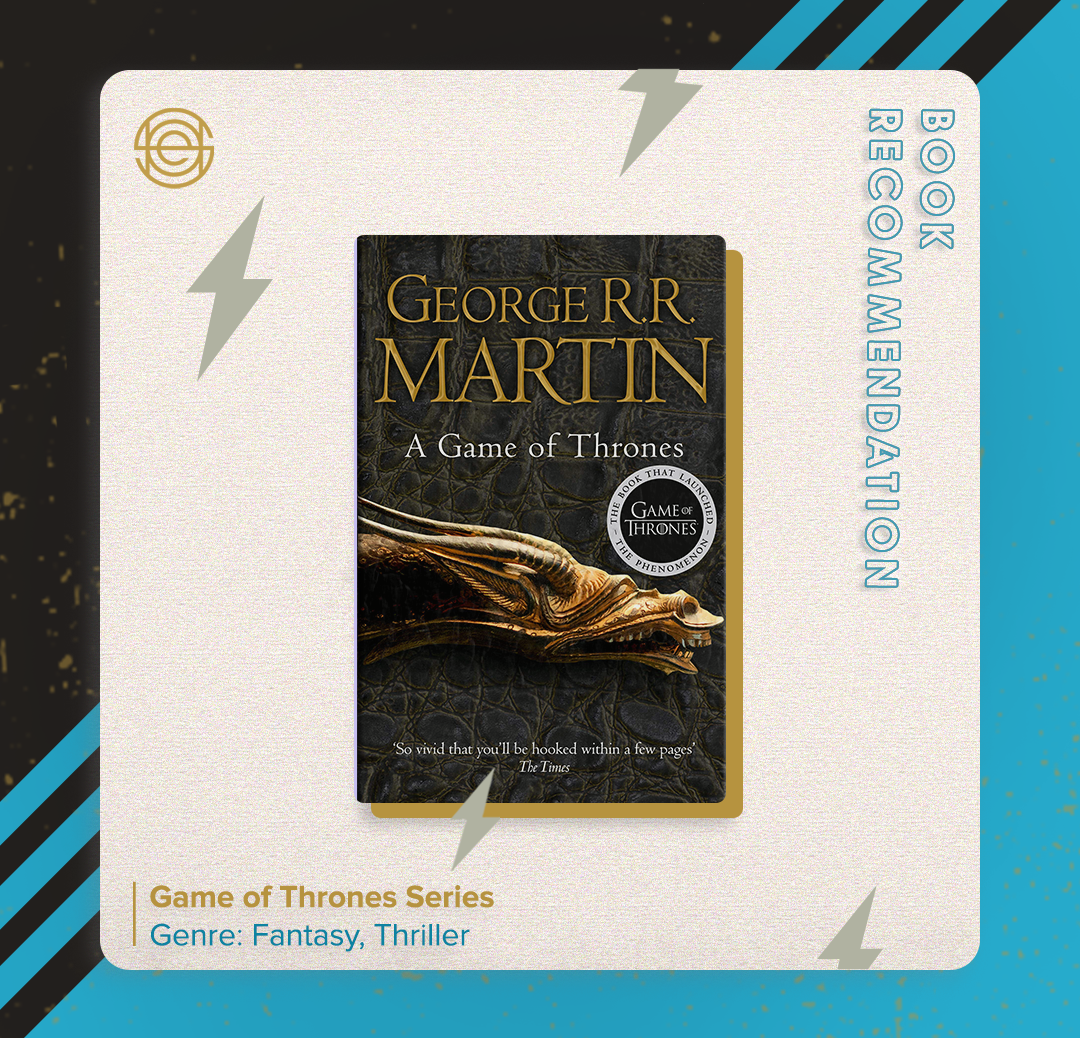 BOOK
RECOMMENDATION
GEORGE R.R.
MARTIN
A Game of Thrones
THE BOOK THAT LAUNCHED
GAME OF
THRONES
– THE PHENOMENON –
'So vivid that you'll be hooked within a few pages'
The Times
Game of Thrones Series
Genre: Fantasy, Thriller